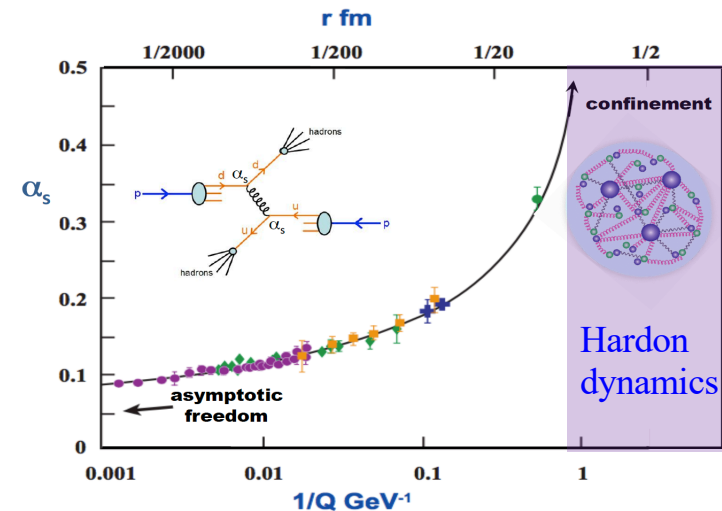 r fm
1/2000 1/200 1/20 1/2
0.5
0.4
0.3
0.2
0.1
0
αs
hadrons
d
d
αs
p
u
u
αs
p
hadrons
confinement
Hardon
dynamics
asymptotic
freedom
0.001 0.01 0.1 1
1/Q GeV-1